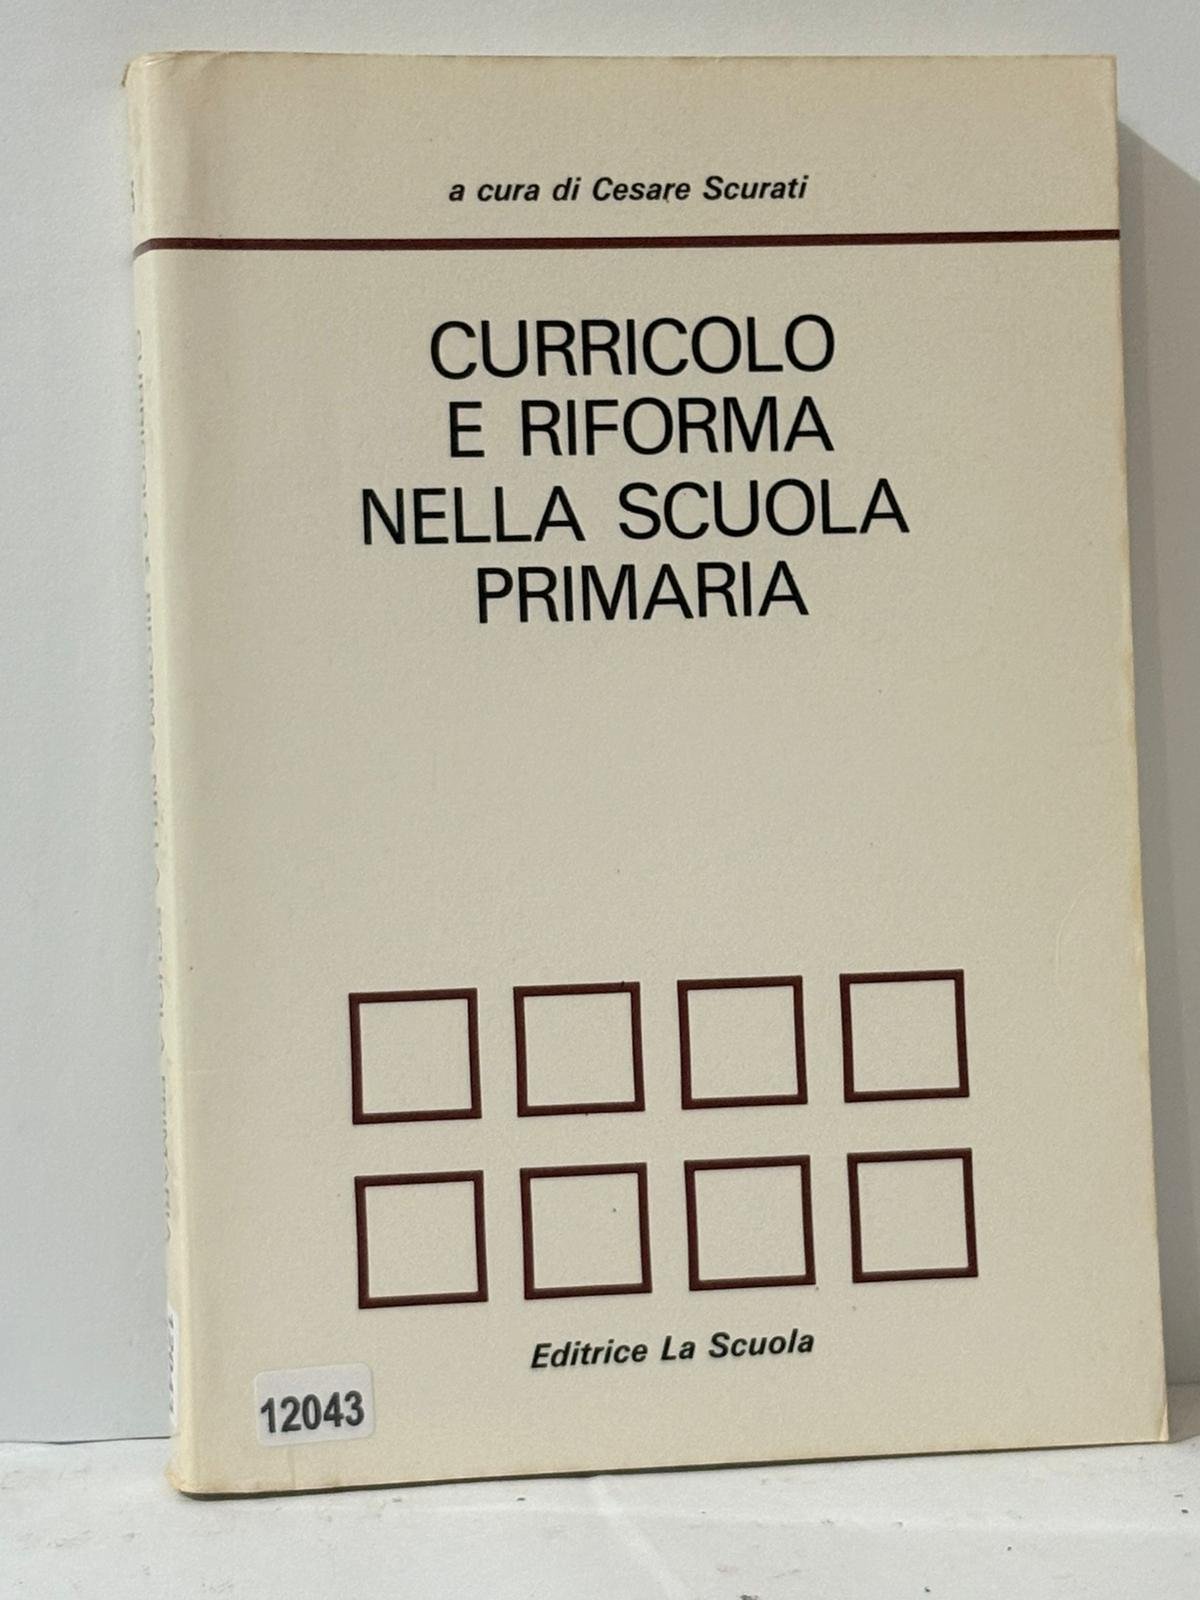 a cura di Cesare Scurati
CURRICOLO
E RIFORMA
NELLA SCUOLA
PRIMARIA
Editrice La Scuola
12043